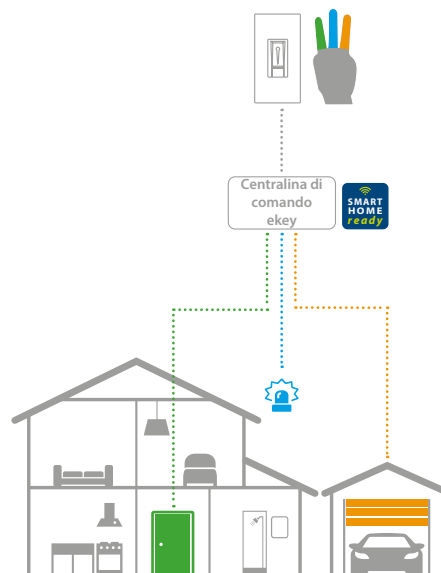 Centralina di
comando
ekey
SMART
HOME
ready